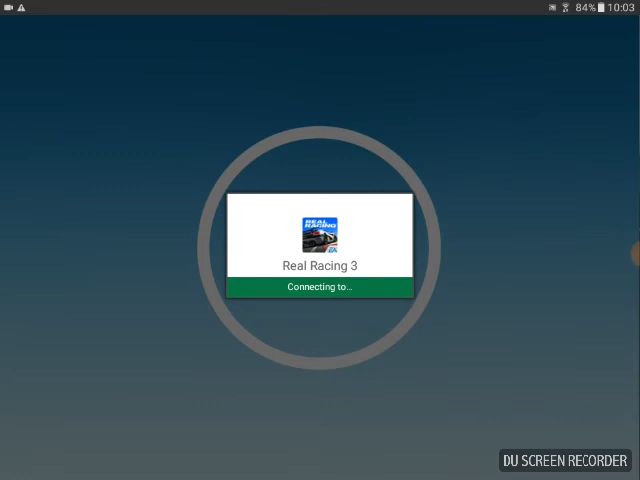 84% 10:03
REAL
RACING
EA
Real Racing 3
Connecting to...
DU SCREEN RECORDER